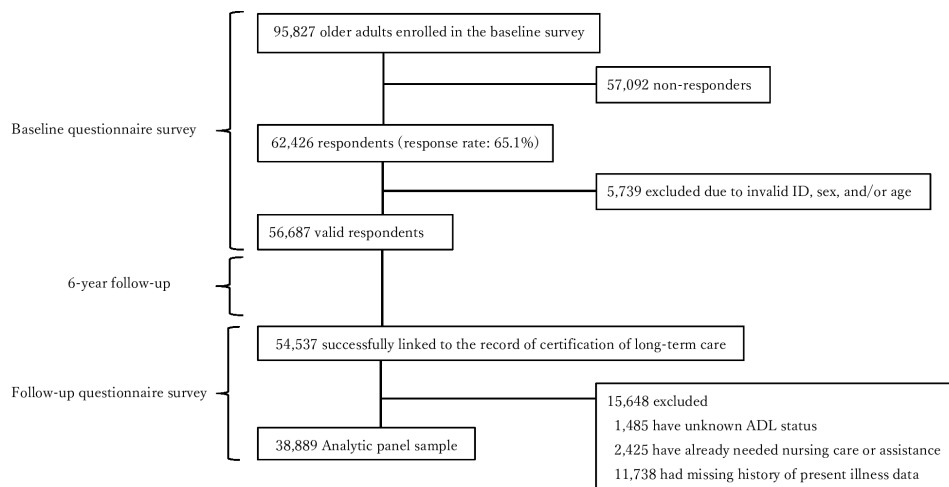 95,827 older adults enrolled in the baseline survey
57,092 non-responders
Baseline questionnaire survey
62,426 respondents (response rate: 65.1%)
5,739 excluded due to invalid ID, sex, and/or age
56,687 valid respondents
6-year follow-up
54,537 successfully linked to the record of certification of long-term care
Follow-up questionnaire survey
15,648 excluded
1,485 have unknown ADL status
2,425 have already needed nursing care or assistance
11,738 had missing history of present illness data
38,889 Analytic panel sample